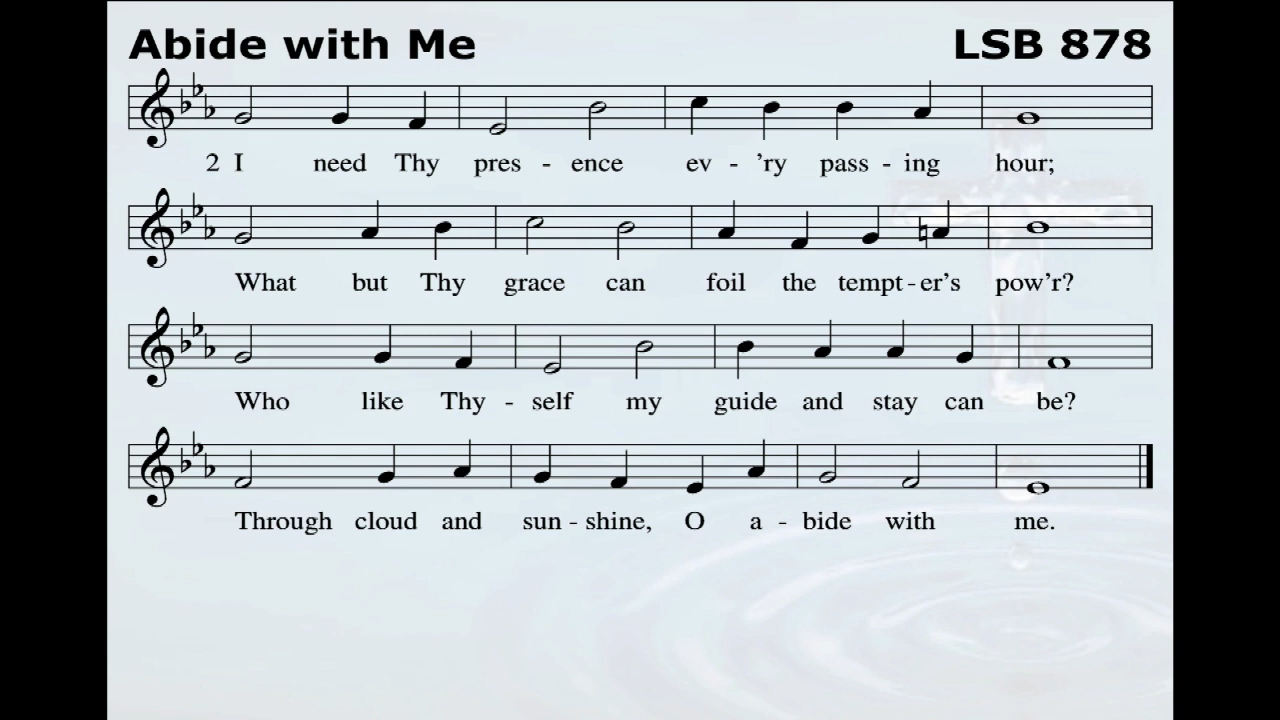 Abide with Me LSB 878
2 I need Thy pres - ence ev - 'ry pass - ing hour;
What but Thy grace can foil the tempt - er's pow'r?
Who like Thy - self my guide and stay can be?
Through cloud and sun - shine, O a - bide with me.